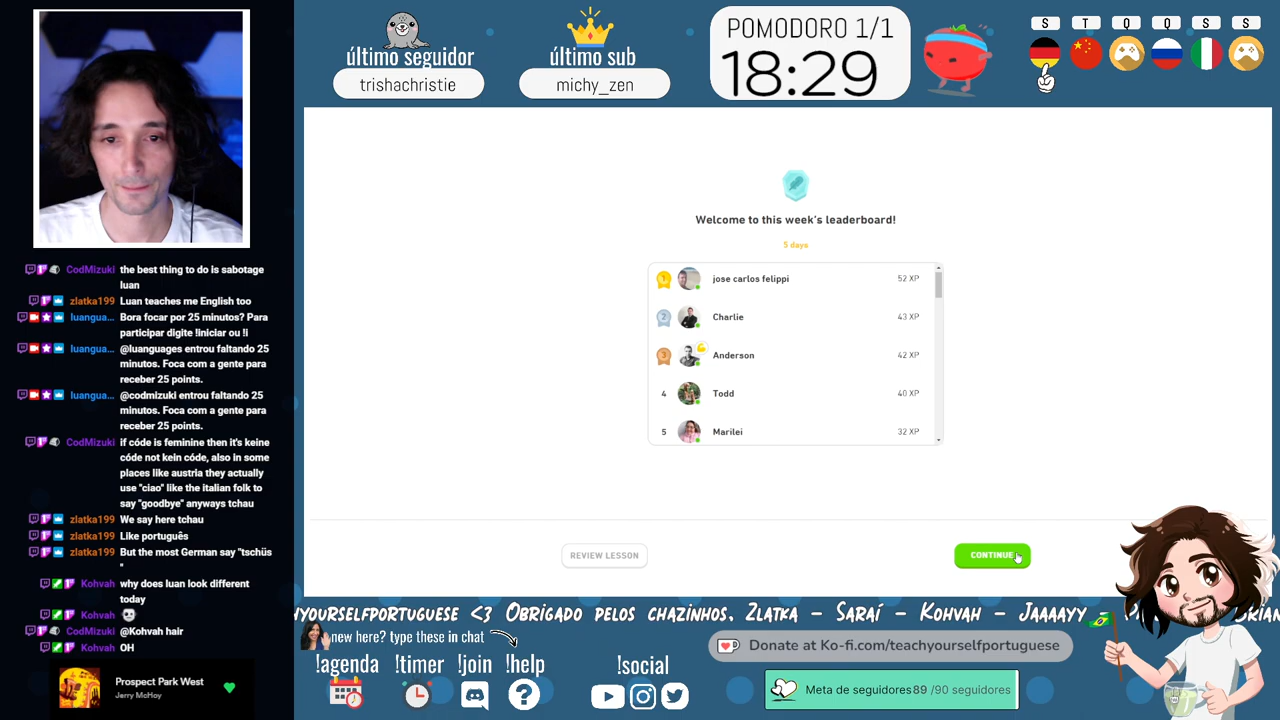 último seguidor
trishachristie
último sub
michy_zen
POMODORO 1/1
18:29
S T Q Q S S
CodMizuki the best thing to do is sabotage
luan
zlatka199 Luan teaches me English too
luangua... Bora focar por 25 minutos? Para
participar digite !iniciar ou !i
luangua... @luanguages entrou faltando 25
minutos. Foca com a gente para
receber 25 points.
luangua... @codmizuki entrou faltando 25
minutos. Foca com a gente para
receber 25 points.
CodMizuki if códe is feminine then it's keine
códe not kein códe, also in some
places like austria they actually
use "ciao" like the italian folk to
say "goodbye" anyways tchau
zlatka199 We say here tchau
zlatka199 Like português
zlatka199 But the most German say "tschüs
"
Kohvah why does luan look different
today
Kohvah
CodMizuki @Kohvah hair
Kohvah OH
Prospect Park West
Jerry McHoy
Welcome to this week's leaderboard!
5 days
1 jose carlos felippi 52 XP
2 Charlie 43 XP
3 Anderson 42 XP
4 Todd 40 XP
5 Marilei 32 XP
REVIEW LESSON
CONTINUE
HYOURSELFPORTUGUESE <3 OBRIGADO PELOS CHAZINHOS, ZLATKA – SARAÍ – KOHVAH – JAAAAYY –
new here? type these in chat
!agenda !timer !join !help !social
Donate at Ko-fi.com/teachyourselfportuguese
Meta de seguidores 89 /90 seguidores